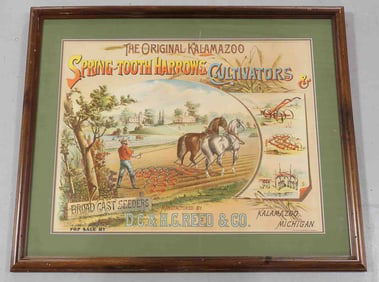 THE ORIGINAL KALAMAZOO
SPRING-TOOTH HARROWS
CULTIVATORS &
BROAD CAST SEEDERS
MANUFACTURED BY
D.C. & H.C. REED & CO.
KALAMAZOO
MICHIGAN
FOR SALE BY